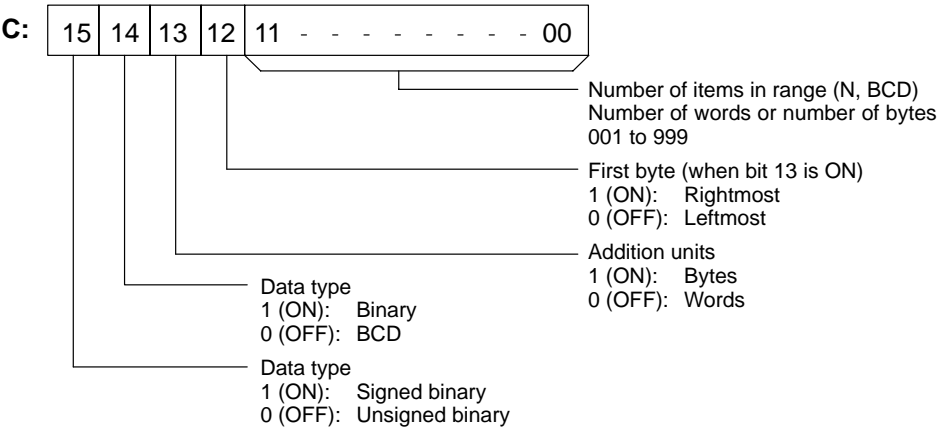 C: 15 14 13 12 11 - - - - - - - - 00
Number of items in range (N, BCD)
Number of words or number of bytes
001 to 999
First byte (when bit 13 is ON)
1 (ON): Rightmost
0 (OFF): Leftmost
Addition units
1 (ON): Bytes
0 (OFF): Words
Data type
1 (ON): Binary
0 (OFF): BCD
Data type
1 (ON): Signed binary
0 (OFF): Unsigned binary